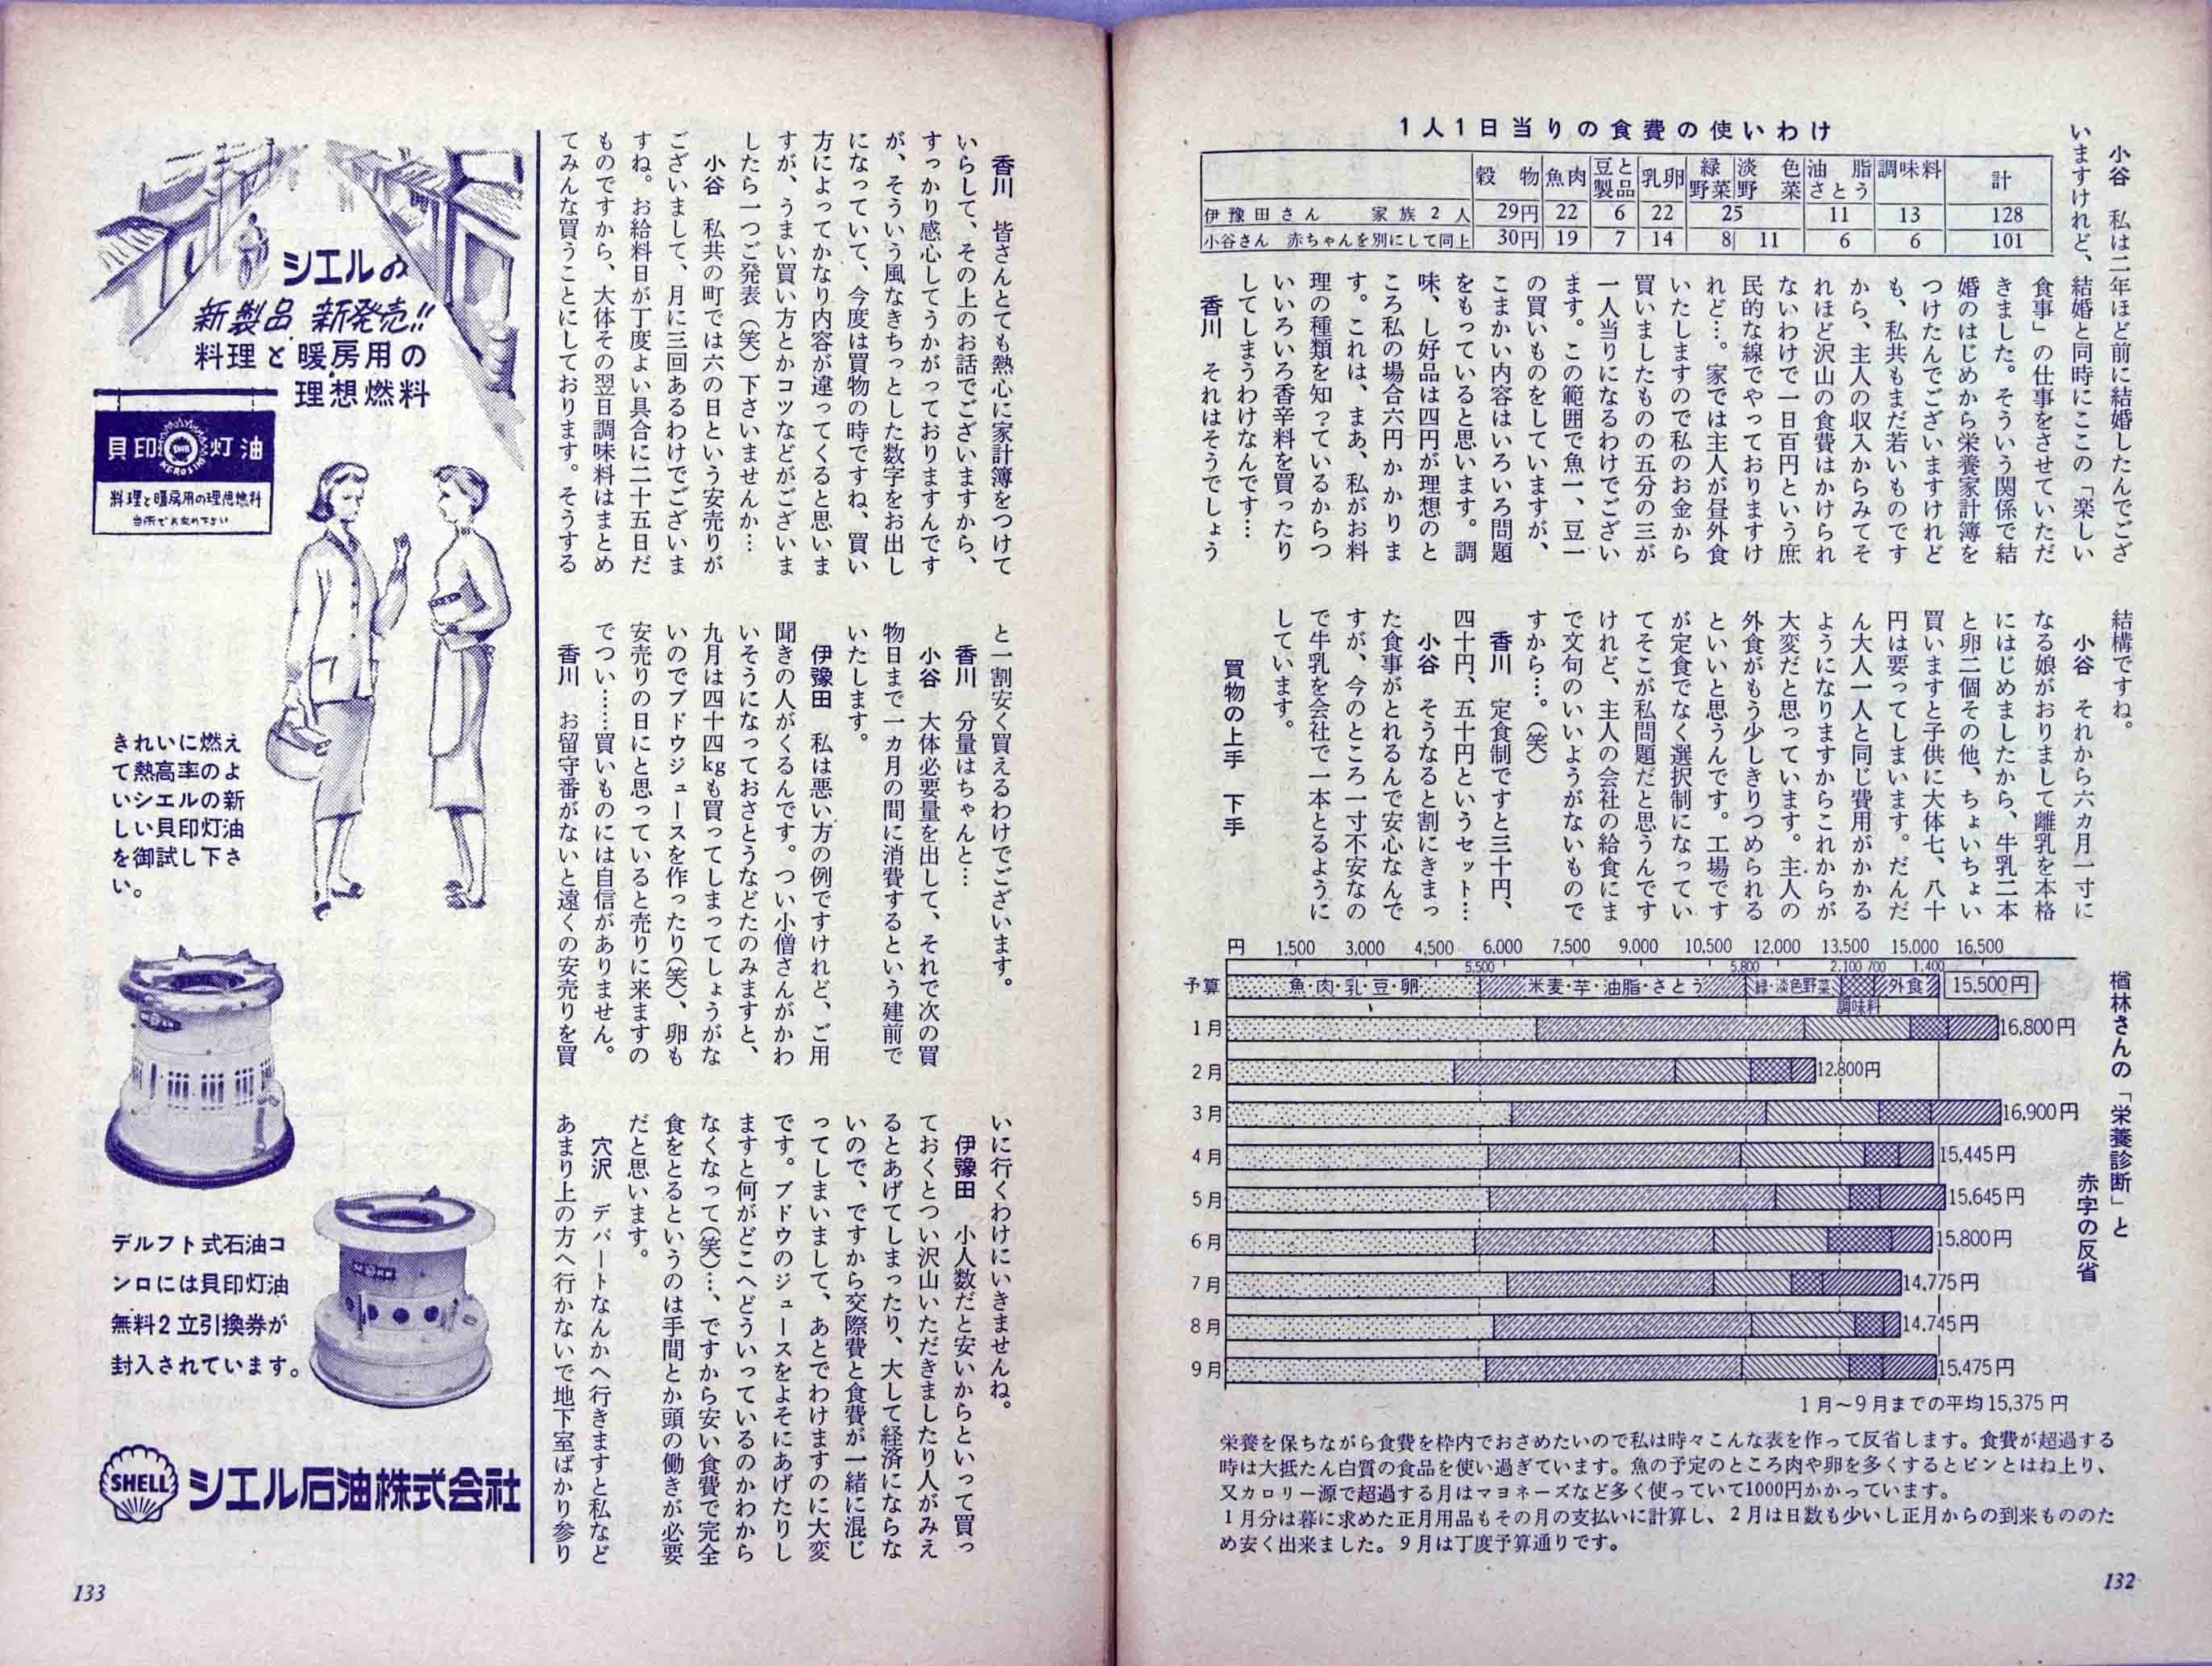 1人1日当りの食費の使いわけ
穀物 魚肉 豆と製品 乳卵 緑野菜 淡色野菜 油脂さとう 調味料 計
伊豫田さん 家族2人 29円 22 6 22 25 11 13 128
小谷さん 赤ちゃんを別にして同上 30円 19 7 14 8 11 6 6 101
小谷 私は二年ほど前に結婚したんでござ
いますけれど、結婚と同時にここの「楽しい
食事」の仕事をさせていただ
きました。そういう関係で結
婚のはじめから栄養家計簿を
つけたんでございますけれど
も、私共もまだ若いものです
から、主人の収入からみてそ
れほど沢山の食費はかけられ
ないわけで一日百円という庶
民的な線でやっておりますけ
れど…。家では主人が昼外食
いたしますので私のお金から
買いましたものの五分の三が
一人当りになるわけでござい
ます。この範囲で魚一、豆一
の買いものをしていますが、
こまかい内容はいろいろ問題
をもっていると思います。調
味、し好品は四円が理想のと
ころ私の場合六円かかりま
す。これは、まあ、私がお料
理の種類を知っているからつ
いいろいろ香辛料を買ったり
してしまうわけなんです…
香川 それはそうでしょう
結構ですね。
小谷 それから六カ月一寸に
なる娘がおりまして離乳を本格
にはじめましたから、牛乳二本
と卵二個その他、ちょいちょい
買いますと子供に大体七、八十
円は要ってしまいます。だんだ
ん大人一人と同じ費用がかかる
ようになりますからこれからが
大変だと思っています。主人の
外食がもう少しきりつめられる
といいと思うんです。工場です
が定食でなく選択制になってい
てそこが私問題だと思うんです
けれど、主人の会社の給食にま
で文句のいいようがないもので
すから…。(笑)
香川 定食制ですと三十円、
四十円、五十円というセット…
小谷 そうなると割にきまっ
た食事がとれるんで安心なんで
すが、今のところ一寸不安なの
で牛乳を会社で一本とるように
しています。
買物の上手 下手
楢林さんの「栄養診断」と
赤字の反省
円 1,500 3,000 4,500 6,000 7,500 9,000 10,500 12,000 13,500 15,000 16,500
5,500 5,800 2,100 700 1,400
予算 魚・肉・乳・豆・卵 米麦・芋・油脂・さとう 緑・淡色野菜 調味料 外食 15,500円
1月 16,800円
2月 12,800円
3月 16,900円
4月 15,445円
5月 15,645円
6月 15,800円
7月 14,775円
8月 14,745円
9月 15,475円
1月～9月までの平均15,375円
栄養を保ちながら食費を枠内でおさめたいので私は時々こんな表を作って反省します。食費が超過する
時は大抵たん白質の食品を使い過ぎています。魚の予定のところ肉や卵を多くするとピンとはね上り、
又カロリー源で超過する月はマヨネーズなど多く使っていて1000円かかっています。
1月分は暮に求めた正月用品もその月の支払いに計算し、2月は日数も少いし正月からの到来もののた
め安く出来ました。9月は丁度予算通りです。
132
香川 皆さんとても熱心に家計簿をつけて
いらして、その上のお話でございますから、
すっかり感心してうかがっておりますんです
が、そういう風なきちっとした数字をお出し
になっていて、今度は買物の時ですね、買い
方によってかなり内容が違ってくると思いま
すが、うまい買い方とかコツなどがございま
したら一つご発表(笑)下さいませんか…
小谷 私共の町では六の日という安売りが
ございまして、月に三回あるわけでございま
すね。お給料日が丁度よい具合に二十五日だ
ものですから、大体その翌日調味料はまとめ
てみんな買うことにしております。そうする
と一割安く買えるわけでございます。
香川 分量はちゃんと…
小谷 大体必要量を出して、それで次の買
物日まで一カ月の間に消費するという建前で
いたします。
伊豫田 私は悪い方の例ですけれど、ご用
聞きの人がくるんです。つい小僧さんがかわ
いそうになっておさとうなどたのみますと、
九月は四十四kgも買ってしまってしょうがな
いのでブドウジュースを作ったり(笑)、卵も
安売りの日にと思っていると売りに来ますの
でつい……買いものには自信がありません。
香川 お留守番がないと遠くの安売りを買
いに行くわけにいきませんね。
伊豫田 小人数だと安いからといって買っ
ておくとつい沢山いただきましたり人がみえ
るとあげてしまったり、大して経済にならな
いので、ですから交際費と食費が一緒に混じ
ってしまいまして、あとでわけますのに大変
です。ブドウのジュースをよそにあげたりし
ますと何がどこへどういっているのかわから
なくなって(笑)…、ですから安い食費で完全
食をとるというのは手間とか頭の働きが必要
だと思います。
穴沢 デパートなんかへ行きますと私など
あまり上の方へ行かないで地下室ばかり参り
シエルの
新製品 新発売!!
料理と暖房用の
理想燃料
貝印 灯油
KEROSINE
料理と暖房用の理想燃料
当所でお求め下さい
きれいに燃え
て熱高率のよ
いシエルの新
しい貝印灯油
を御試し下さ
い。
デルフト式石油コ
ンロには貝印灯油
無料2立引換券が
封入されています。
SHELL シエル石油株式会社
133